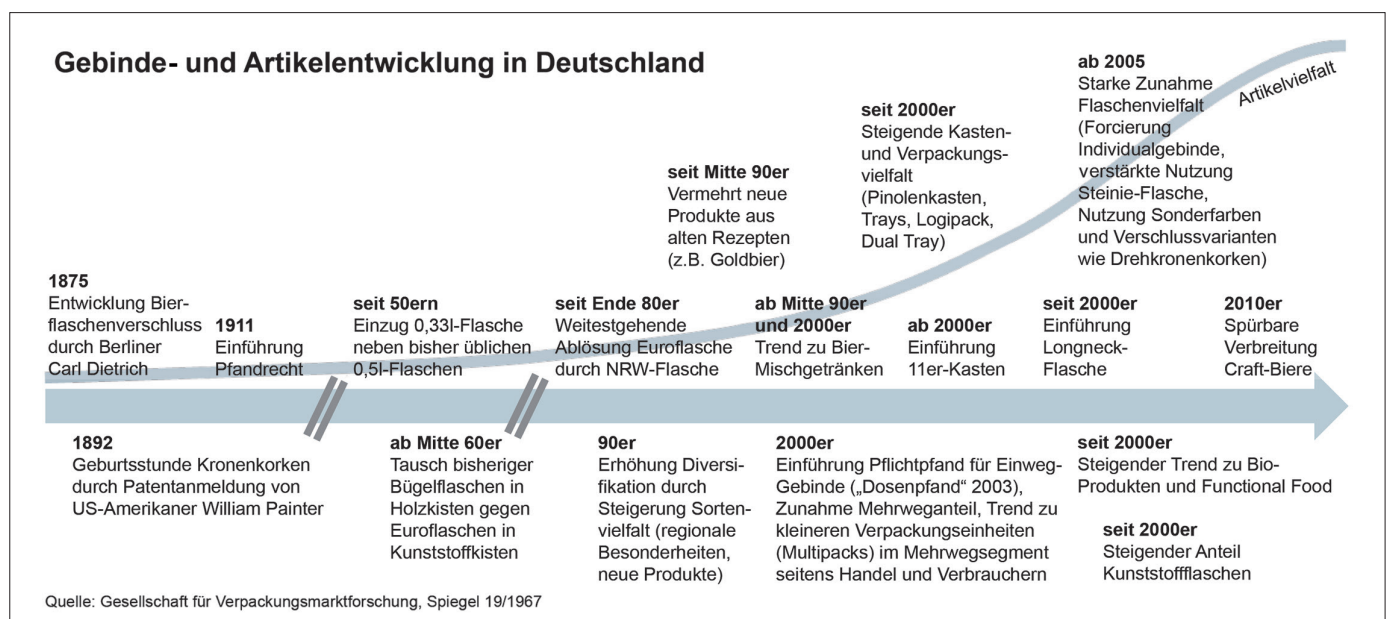 Gebinde- und Artikelentwicklung in Deutschland
ab 2005
Starke Zunahme
Flaschenvielfalt
(Forcierung
Individualgebinde,
verstärkte Nutzung
Steinie-Flasche,
Nutzung Sonderfarben
und Verschlussvarianten
wie Drehkronenkorken)
Artikelvielfalt
seit 2000er
Steigende Kasten-
und Verpackungs-
vielfalt
(Pinolenkasten,
Trays, Logipack,
Dual Tray)
seit Mitte 90er
Vermehrt neue
Produkte aus
alten Rezepten
(z.B. Goldbier)
1875
Entwicklung Bier-
flaschenverschluss
durch Berliner
Carl Dietrich
1911
Einführung
Pfandrecht
seit 50ern
Einzug 0,33l-Flasche
neben bisher üblichen
0,5l-Flaschen
seit Ende 80er
Weitestgehende
Ablösung Euroflasche
durch NRW-Flasche
ab Mitte 90er
und 2000er
Trend zu Bier-
Mischgetränken
ab 2000er
Einführung
11er-Kasten
seit 2000er
Einführung
Longneck-
Flasche
2010er
Spürbare
Verbreitung
Craft-Biere
1892
Geburtsstunde Kronenkorken
durch Patentanmeldung von
US-Amerikaner William Painter
ab Mitte 60er
Tausch bisheriger
Bügelflaschen in
Holzkisten gegen
Euroflaschen in
Kunststoffkisten
90er
Erhöhung Diversi-
fikation durch
Steigerung Sorten-
vielfalt (regionale
Besonderheiten,
neue Produkte)
2000er
Einführung Pflichtpfand für Einweg-
Gebinde („Dosenpfand“ 2003),
Zunahme Mehrweganteil, Trend zu
kleineren Verpackungseinheiten
(Multipacks) im Mehrwegsegment
seitens Handel und Verbrauchern
seit 2000er
Steigender Trend zu Bio-
Produkten und Functional Food
seit 2000er
Steigender Anteil
Kunststoffflaschen
Quelle: Gesellschaft für Verpackungsmarktforschung, Spiegel 19/1967